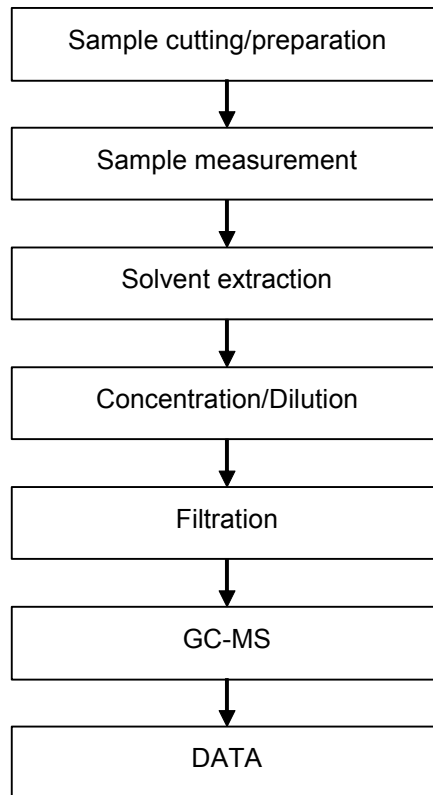 Sample cutting/preparation
Sample measurement
Solvent extraction
Concentration/Dilution
Filtration
GC-MS
DATA